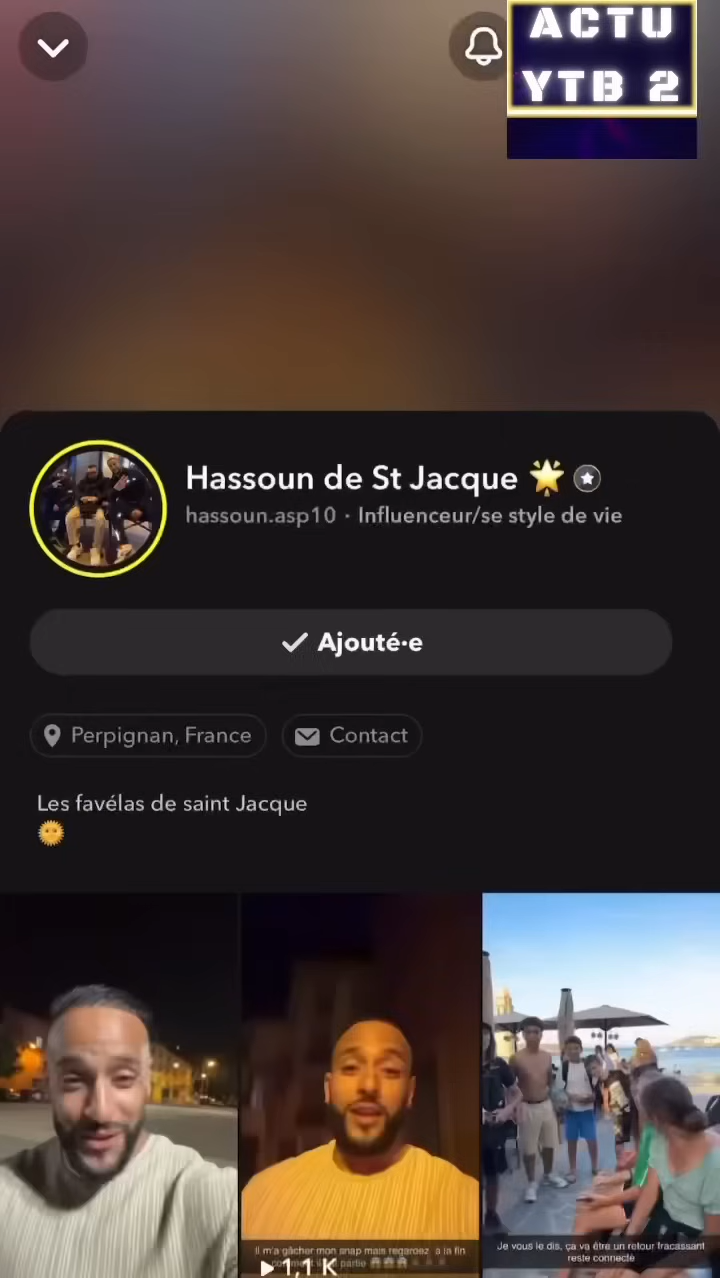 ACTU
YTB 2
Hassoun de St Jacque 🌟
hassoun.asp10 · Influenceur/se style de vie
Ajouté·e
Perpignan, France
Contact
Les favélas de saint Jacque
🌞
Il m'a gâcher mon snap mais regardez à la fin
partie
1,1 K
Je vous le dis, ça va être un retour fracassant
reste connecté